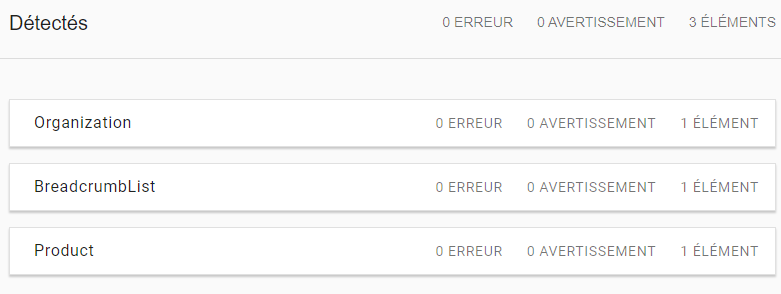 Détectés 0 ERREUR 0 AVERTISSEMENT 3 ÉLÉMENTS
Organization 0 ERREUR 0 AVERTISSEMENT 1 ÉLÉMENT
BreadcrumbList 0 ERREUR 0 AVERTISSEMENT 1 ÉLÉMENT
Product 0 ERREUR 0 AVERTISSEMENT 1 ÉLÉMENT